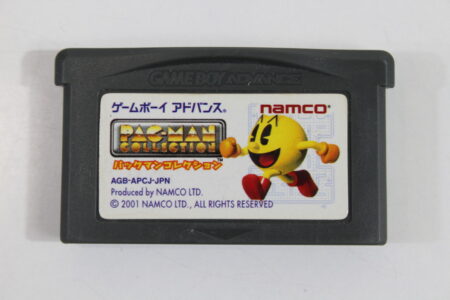 GAME BOY ADVANCE
ゲームボーイ アドバンス®
namco®
PAC-MAN
COLLECTION
パックマンコレクション
AGB-APCJ-JPN
Produced by NAMCO LTD.
© 2001 NAMCO LTD., ALL RIGHTS RESERVED